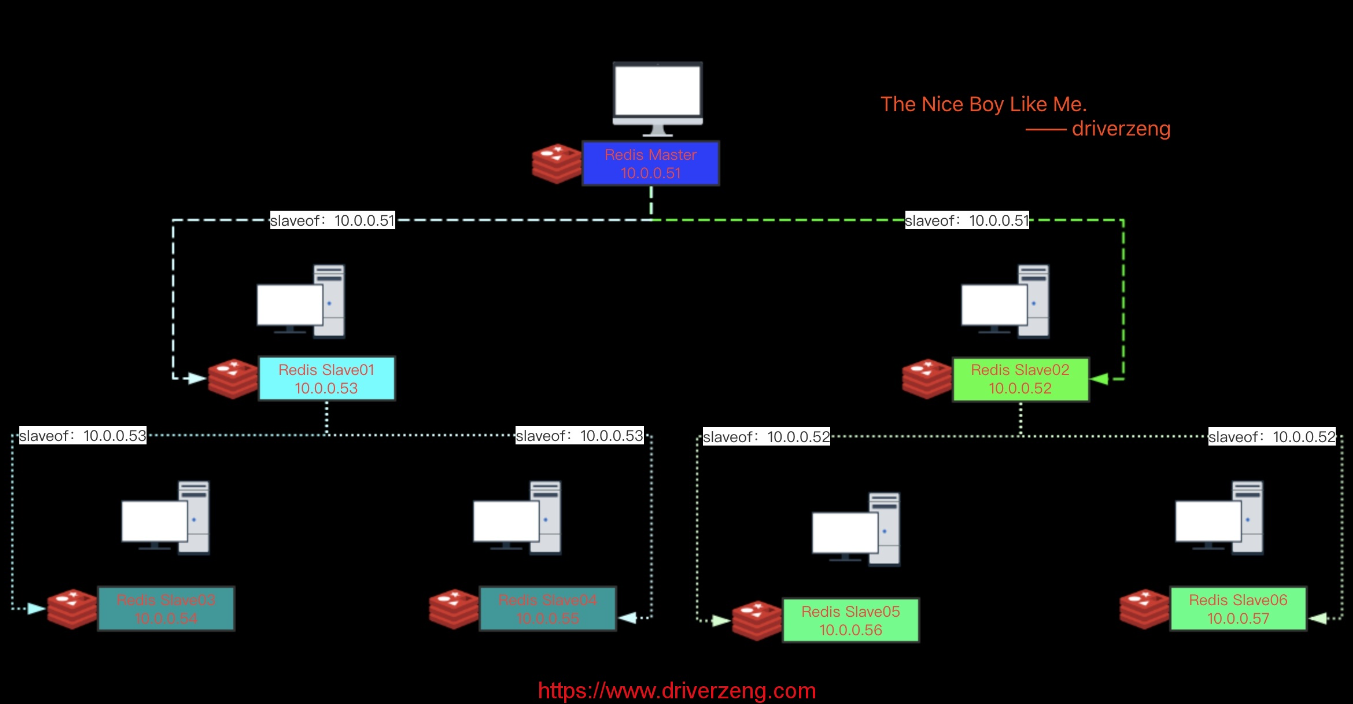 The Nice Boy Like Me.
—— driverzeng
Redis Master
10.0.0.51
slaveof：10.0.0.51
slaveof：10.0.0.51
Redis Slave01
10.0.0.53
Redis Slave02
10.0.0.52
slaveof：10.0.0.53
slaveof：10.0.0.53
slaveof：10.0.0.52
slaveof：10.0.0.52
Redis Slave03
10.0.0.54
Redis Slave04
10.0.0.55
Redis Slave05
10.0.0.56
Redis Slave06
10.0.0.57
https://www.driverzeng.com